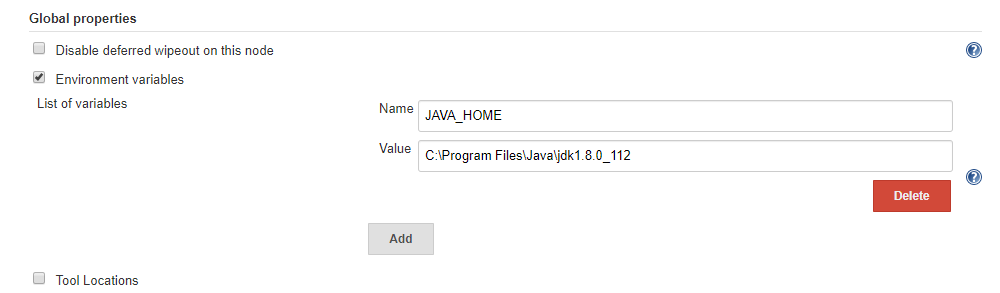 Global properties
Disable deferred wipeout on this node
?
Environment variables
List of variables
Name JAVA_HOME
Value C:\Program Files\Java\jdk1.8.0_112
?
Delete
Add
Tool Locations